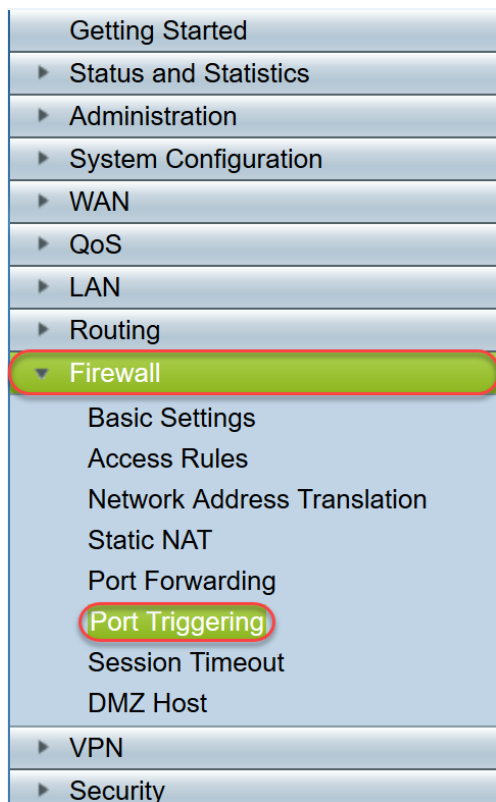 Getting Started
Status and Statistics
Administration
System Configuration
WAN
QoS
LAN
Routing
Firewall
Basic Settings
Access Rules
Network Address Translation
Static NAT
Port Forwarding
Port Triggering
Session Timeout
DMZ Host
VPN
Security